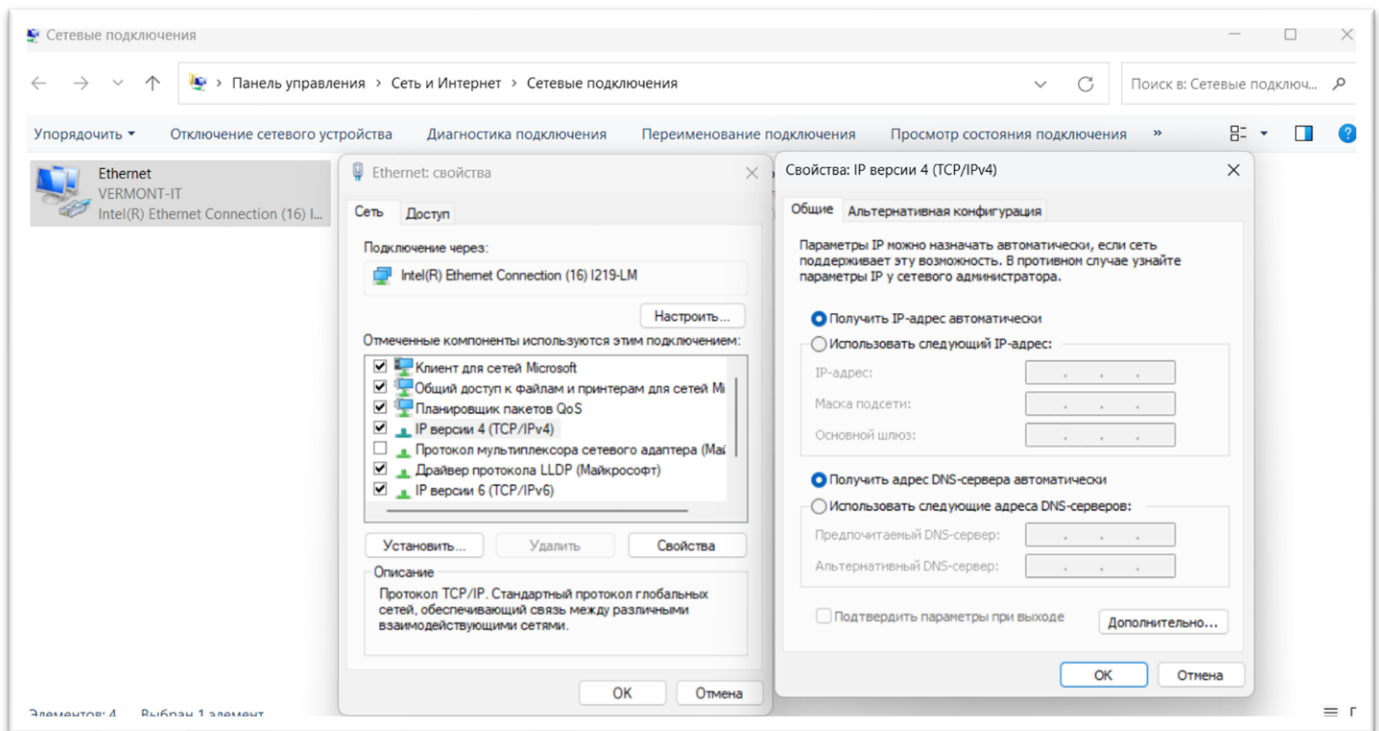 Сетевые подключения
Панель управления > Сеть и Интернет > Сетевые подключения
Поиск в: Сетевые подключ...
Упорядочить Отключение сетевого устройства Диагностика подключения Переименование подключения Просмотр состояния подключения »
Ethernet
VERMONT-IT
Intel(R) Ethernet Connection (16) I...
Ethernet: свойства
Сеть Доступ
Подключение через:
Intel(R) Ethernet Connection (16) I219-LM
Настроить...
Отмеченные компоненты используются этим подключением:
Клиент для сетей Microsoft
Общий доступ к файлам и принтерам для сетей Mi
Планировщик пакетов QoS
IP версии 4 (TCP/IPv4)
Протокол мультиплексора сетевого адаптера (Май
Драйвер протокола LLDP (Майкрософт)
IP версии 6 (TCP/IPv6)
Установить... Удалить Свойства
Описание
Протокол TCP/IP. Стандартный протокол глобальных
сетей, обеспечивающий связь между различными
взаимодействующими сетями.
OK Отмена
Свойства: IP версии 4 (TCP/IPv4)
Общие Альтернативная конфигурация
Параметры IP можно назначать автоматически, если сеть
поддерживает эту возможность. В противном случае узнайте
параметры IP у сетевого администратора.
Получить IP-адрес автоматически
Использовать следующий IP-адрес:
IP-адрес:
Маска подсети:
Основной шлюз:
Получить адрес DNS-сервера автоматически
Использовать следующие адреса DNS-серверов:
Предпочитаемый DNS-сервер:
Альтернативный DNS-сервер:
Подтвердить параметры при выходе
Дополнительно...
OK Отмена
Элементов: 4 Выбран 1 элемент